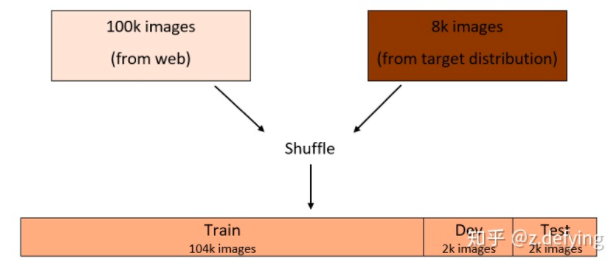 100k images
(from web)
8k images
(from target distribution)
Shuffle
Train
104k images
Dev
2k images
Test
2k images
知乎 @z.defying